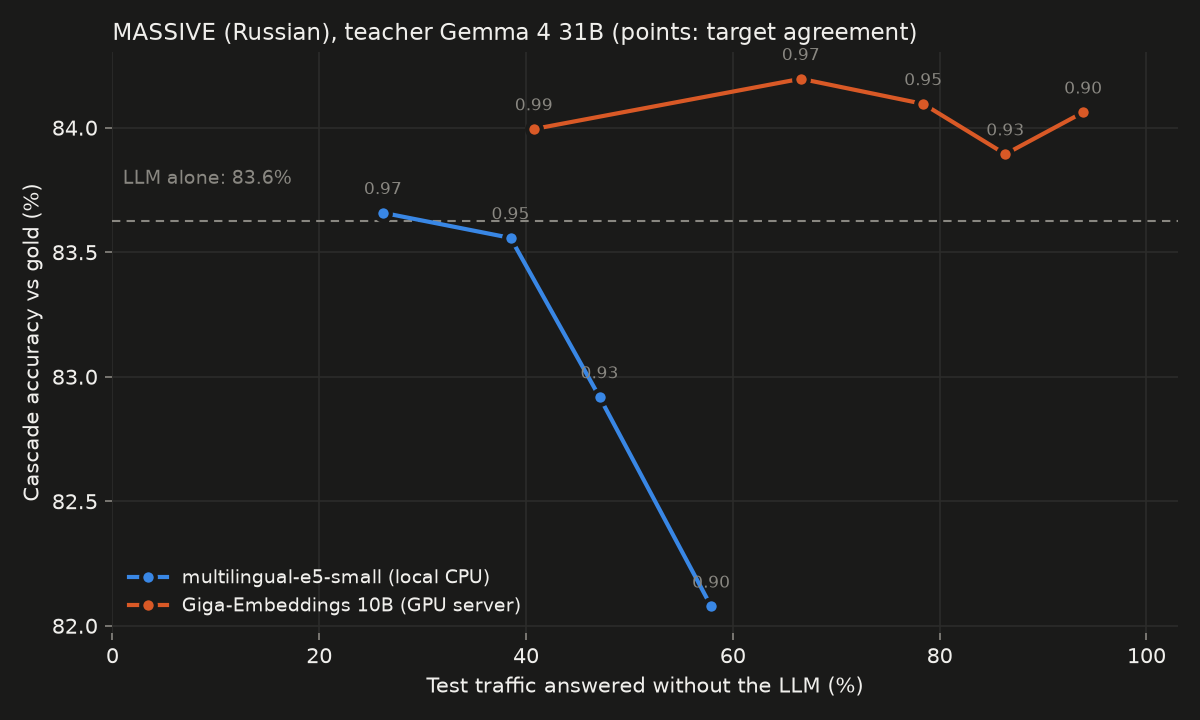 MASSIVE (Russian), teacher Gemma 4 31B (points: target agreement)
0.97
0.95
0.90
0.99
0.93
84.0
LLM alone: 83.6%
0.97
0.95
83.5
Cascade accuracy vs gold (%)
83.0
0.93
82.5
0.90
multilingual-e5-small (local CPU)
Giga-Embeddings 10B (GPU server)
82.0
0 20 40 60 80 100
Test traffic answered without the LLM (%)